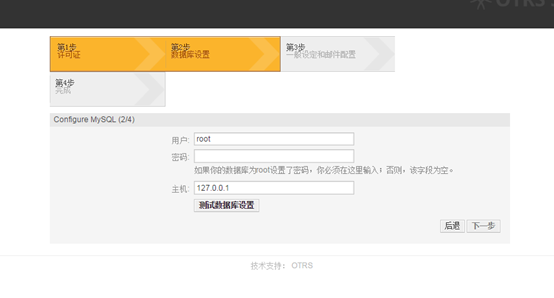 OTRS
第1步
许可证
第2步
数据库设置
第3步
一般设定和邮件配置
第4步
完成
Configure MySQL (2/4)
用户: root
密码:
如果你的数据库为root设置了密码，你必须在这里输入；否则，该字段为空。
主机: 127.0.0.1
测试数据库设置
后退 下一步
技术支持： OTRS